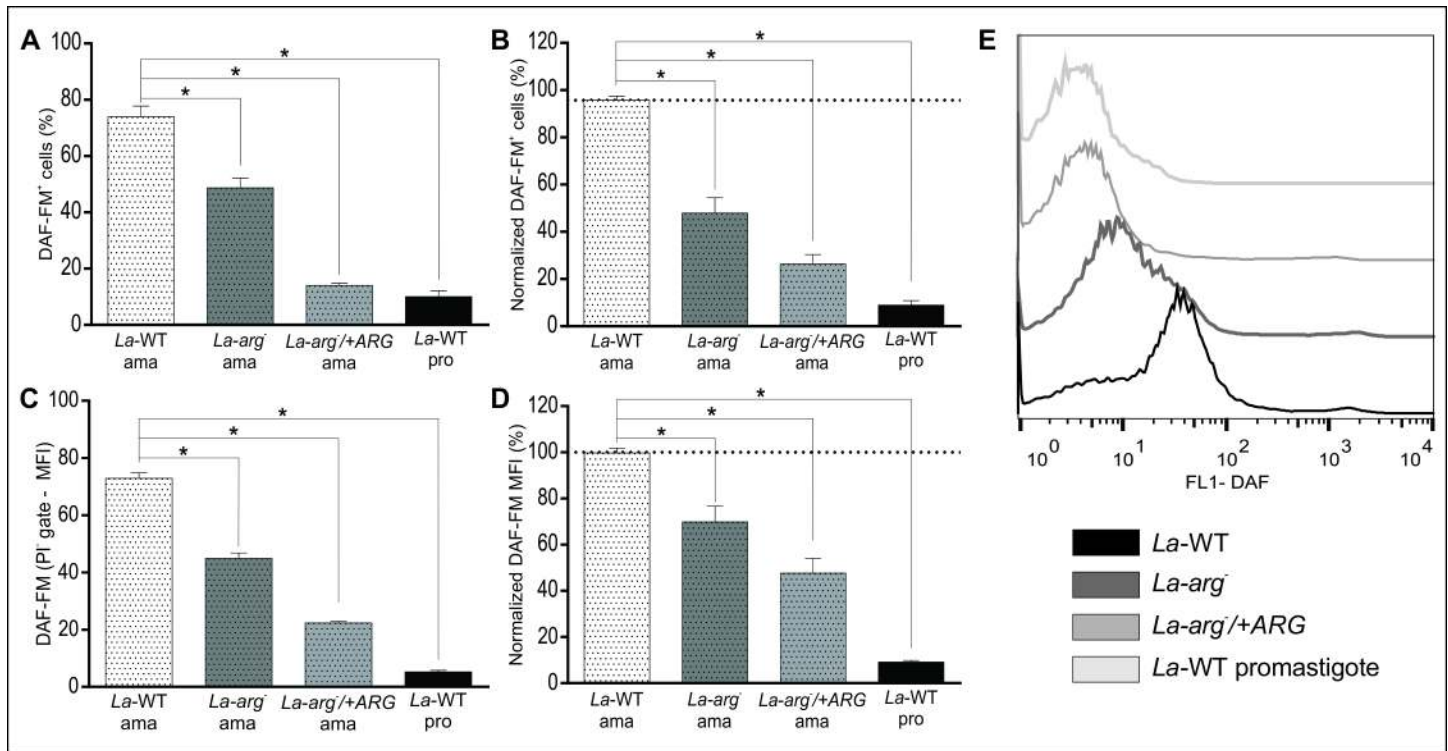 A
DAF-FM⁺ cells (%)
100
80
60
40
20
0
*
*
*
La-WT ama
La-arg⁻ ama
La-arg⁻/+ARG ama
La-WT pro
B
Normalized DAF-FM⁺ cells (%)
120
100
80
60
40
20
0
*
*
*
La-WT ama
La-arg⁻ ama
La-arg⁻/+ARG ama
La-WT pro
C
DAF-FM (PI⁻ gate - MFI)
100
80
60
40
20
0
*
*
*
La-WT ama
La-arg⁻ ama
La-arg⁻/+ARG ama
La-WT pro
D
Normalized DAF-FM MFI (%)
120
100
80
60
40
20
0
*
*
*
La-WT ama
La-arg⁻ ama
La-arg⁻/+ARG ama
La-WT pro
E
10⁰ 10¹ 10² 10³ 10⁴
FL1- DAF
La-WT
La-arg⁻
La-arg⁻/+ARG
La-WT promastigote